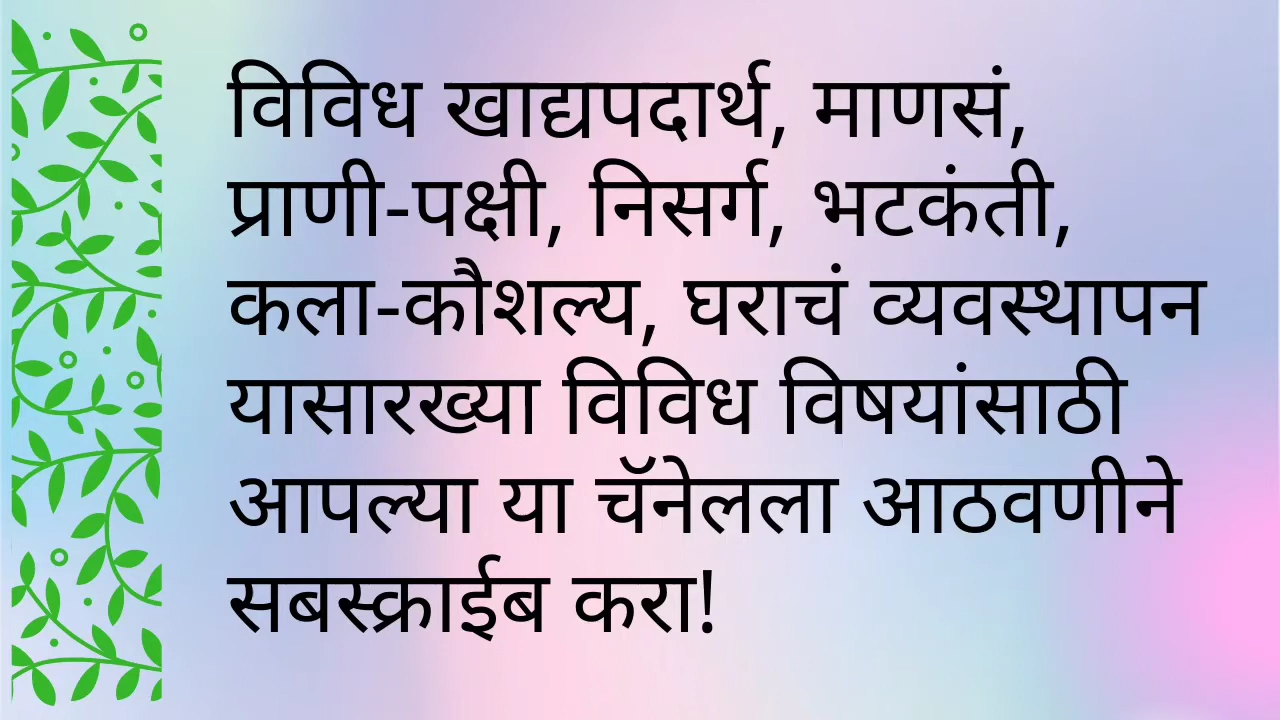 विविध खाद्यपदार्थ, माणसं,
प्राणी-पक्षी, निसर्ग, भटकंती,
कला-कौशल्य, घराचं व्यवस्थापन
यासारख्या विविध विषयांसाठी
आपल्या या चॅनेलला आठवणीने
सबस्क्राईब करा!